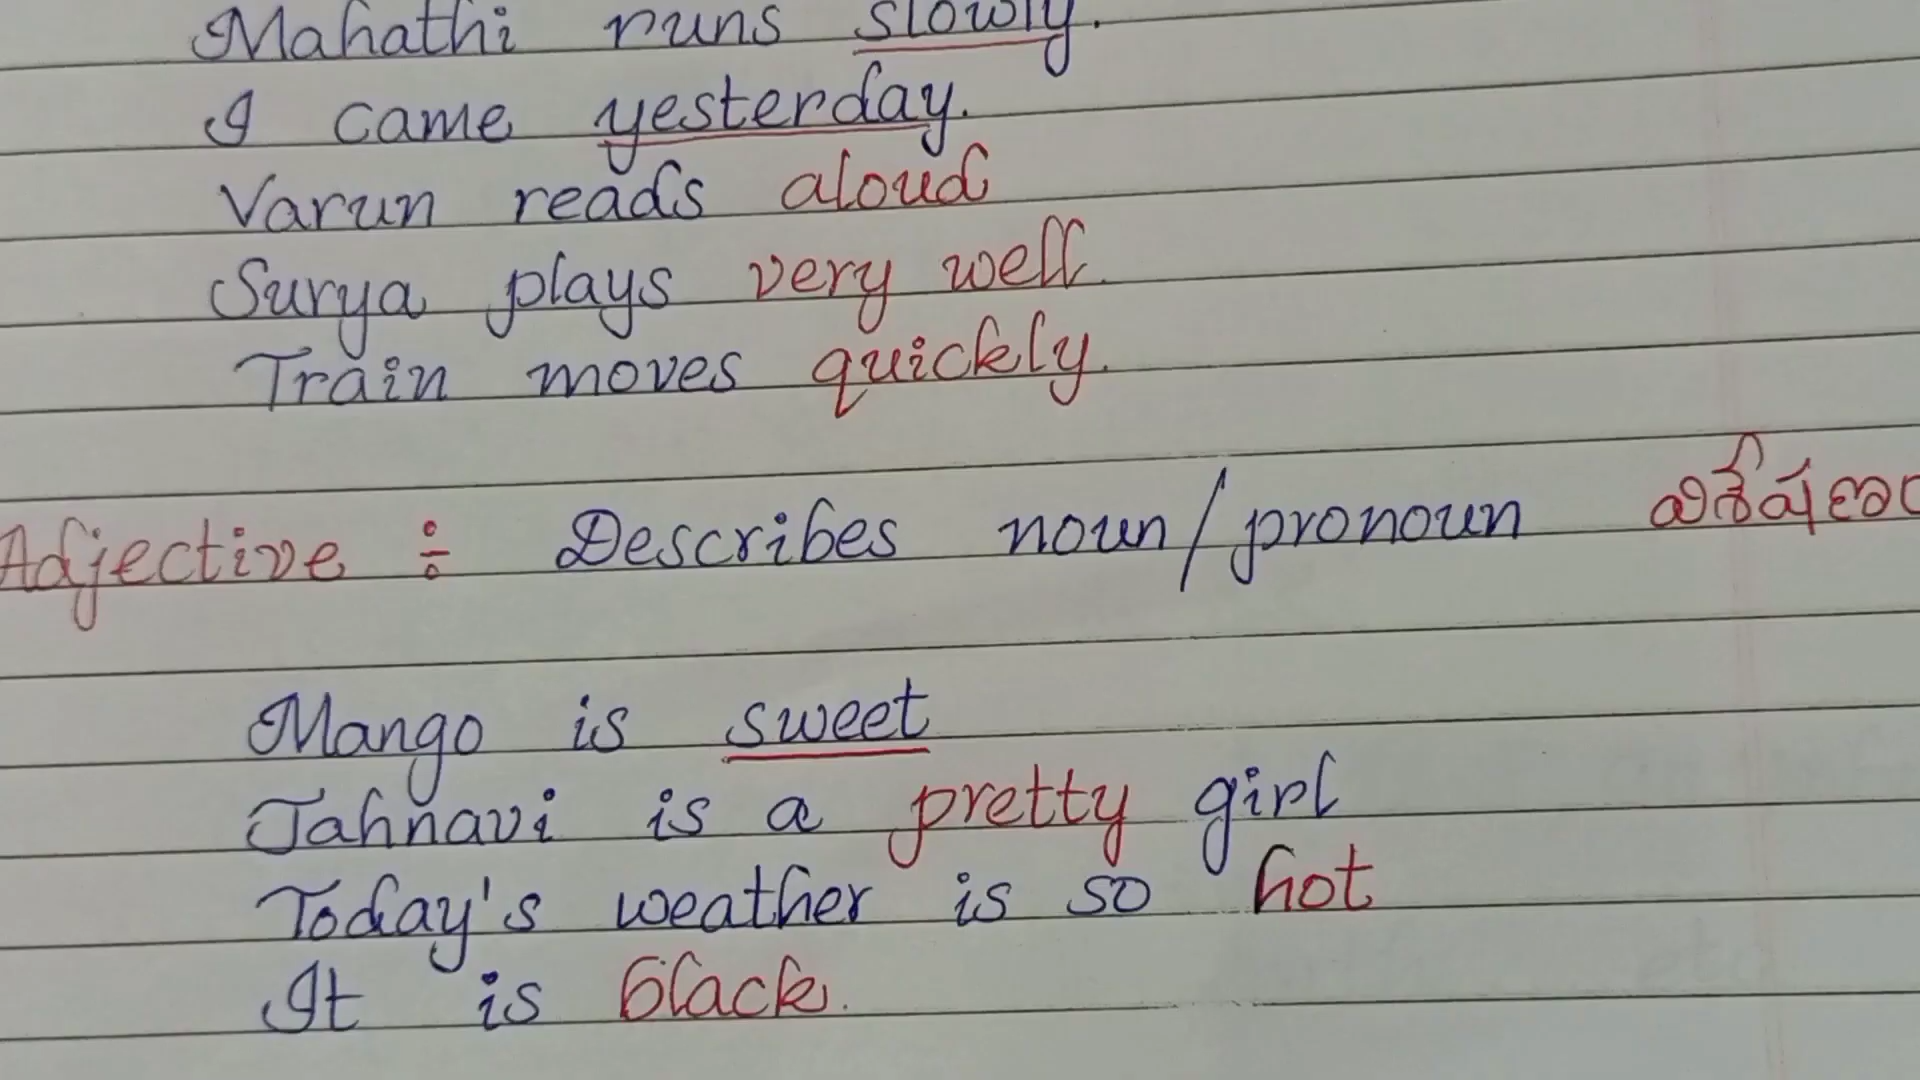 Mahathi runs slowly.
I came yesterday.
Varun reads aloud
Surya plays very well.
Train moves quickly.
Adjective ÷ Describes noun/pronoun
Mango is sweet
Jahnavi is a pretty girl
Today's weather is so hot
It is black.